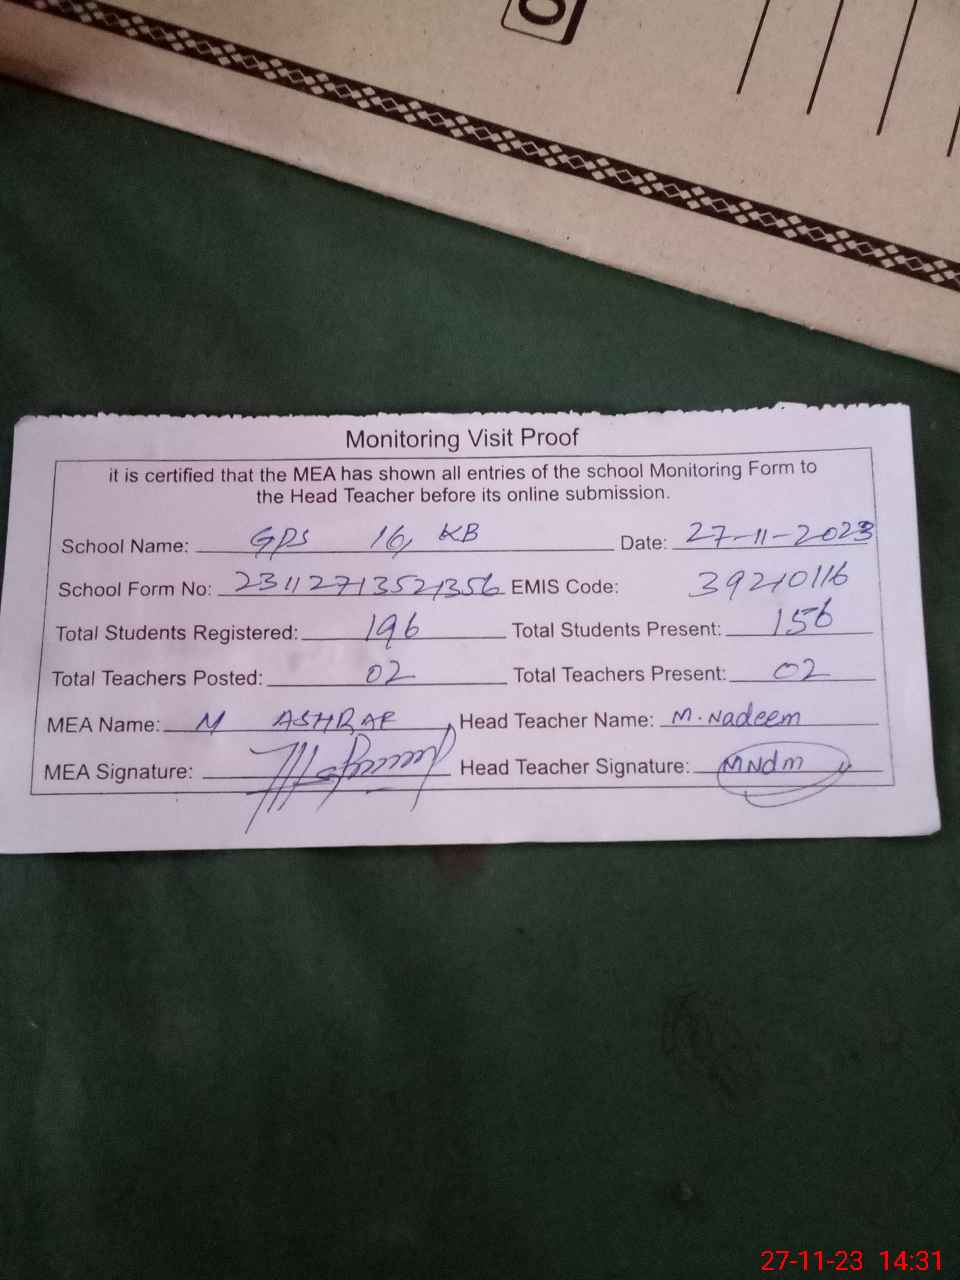 Monitoring Visit Proof
it is certified that the MEA has shown all entries of the school Monitoring Form to
the Head Teacher before its online submission.
School Name: GPS 16, KB Date: 27-11-2023
School Form No: 23112713521356 EMIS Code: 39210116
Total Students Registered: 196 Total Students Present: 156
Total Teachers Posted: 02 Total Teachers Present: 02
MEA Name: M ASHRAF Head Teacher Name: M. Nadeem
MEA Signature: Head Teacher Signature: MNdm
27-11-23 14:31